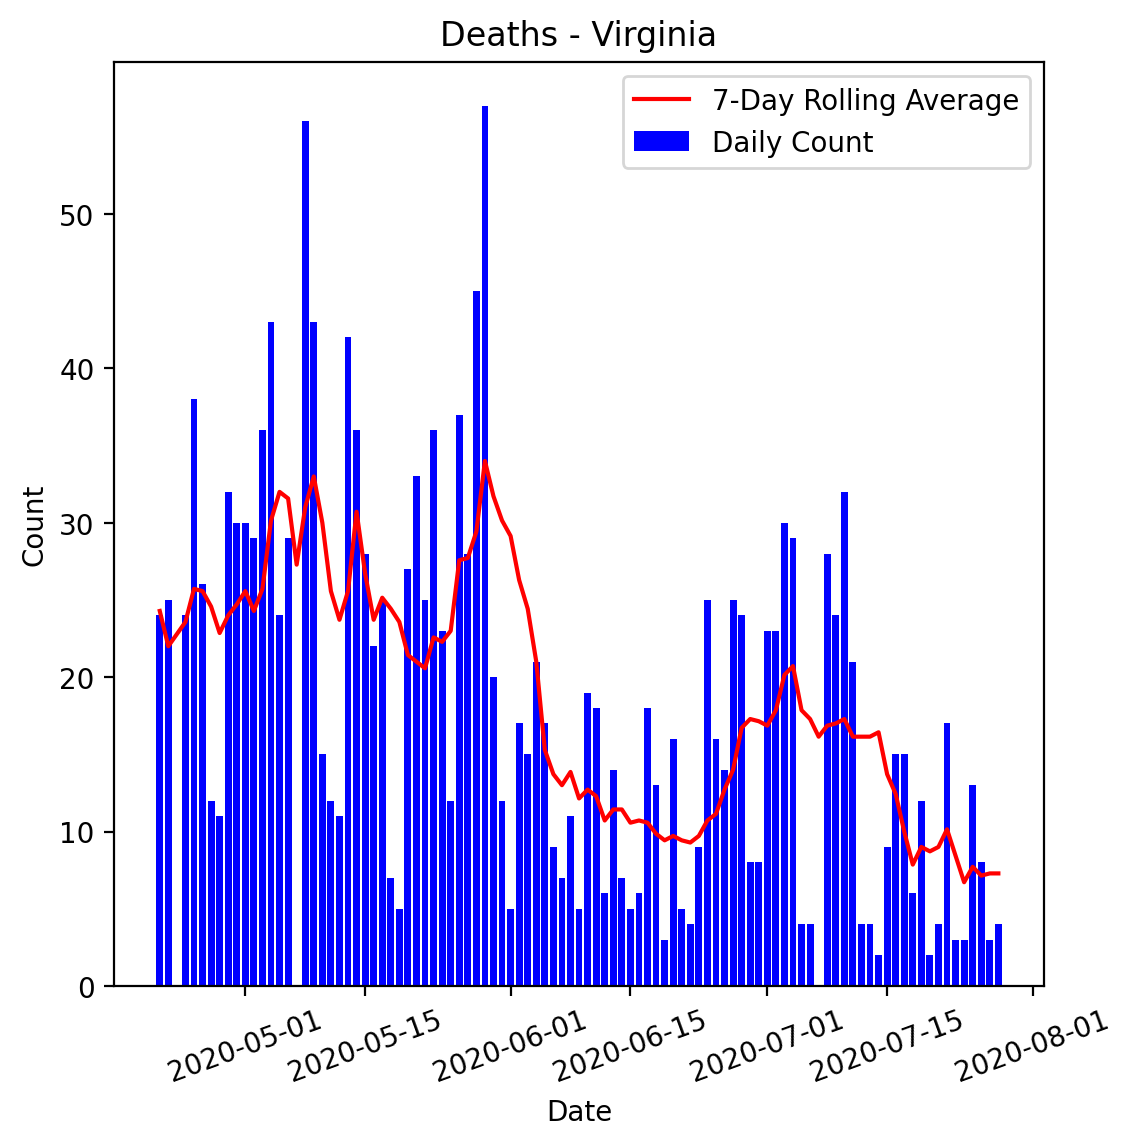 Deaths - Virginia
7-Day Rolling Average
Daily Count
50
40
30
20
10
0
Count
2020-05-01
2020-05-15
2020-06-01
2020-06-15
2020-07-01
2020-07-15
2020-08-01
Date